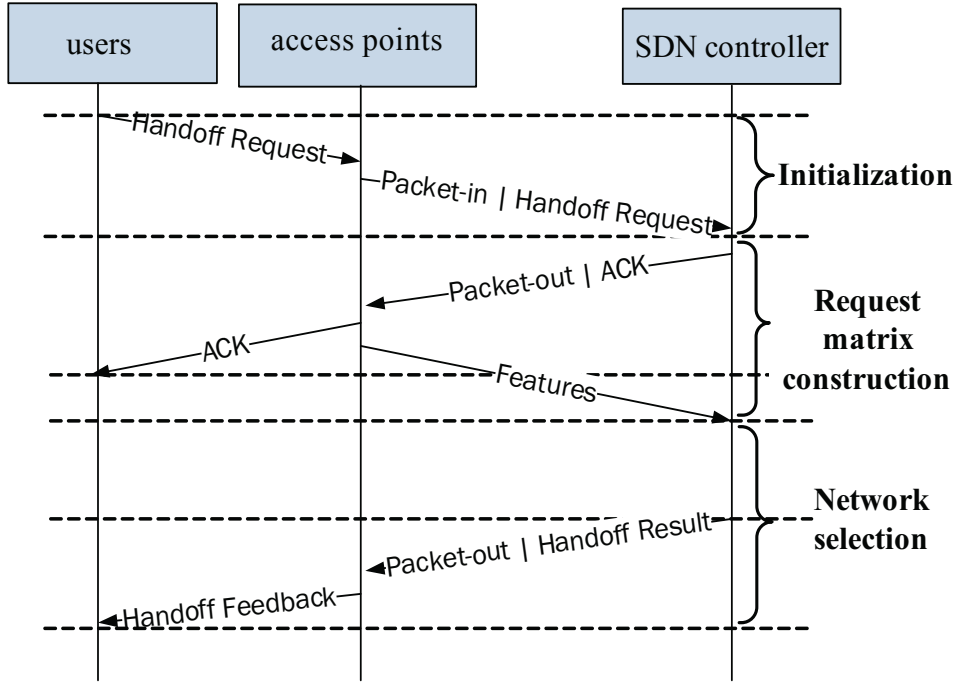 users
access points
SDN controller
Handoff Request
Packet-in | Handoff Request
Initialization
Packet-out | ACK
ACK
Features
Request
matrix
construction
Packet-out | Handoff Result
Handoff Feedback
Network
selection